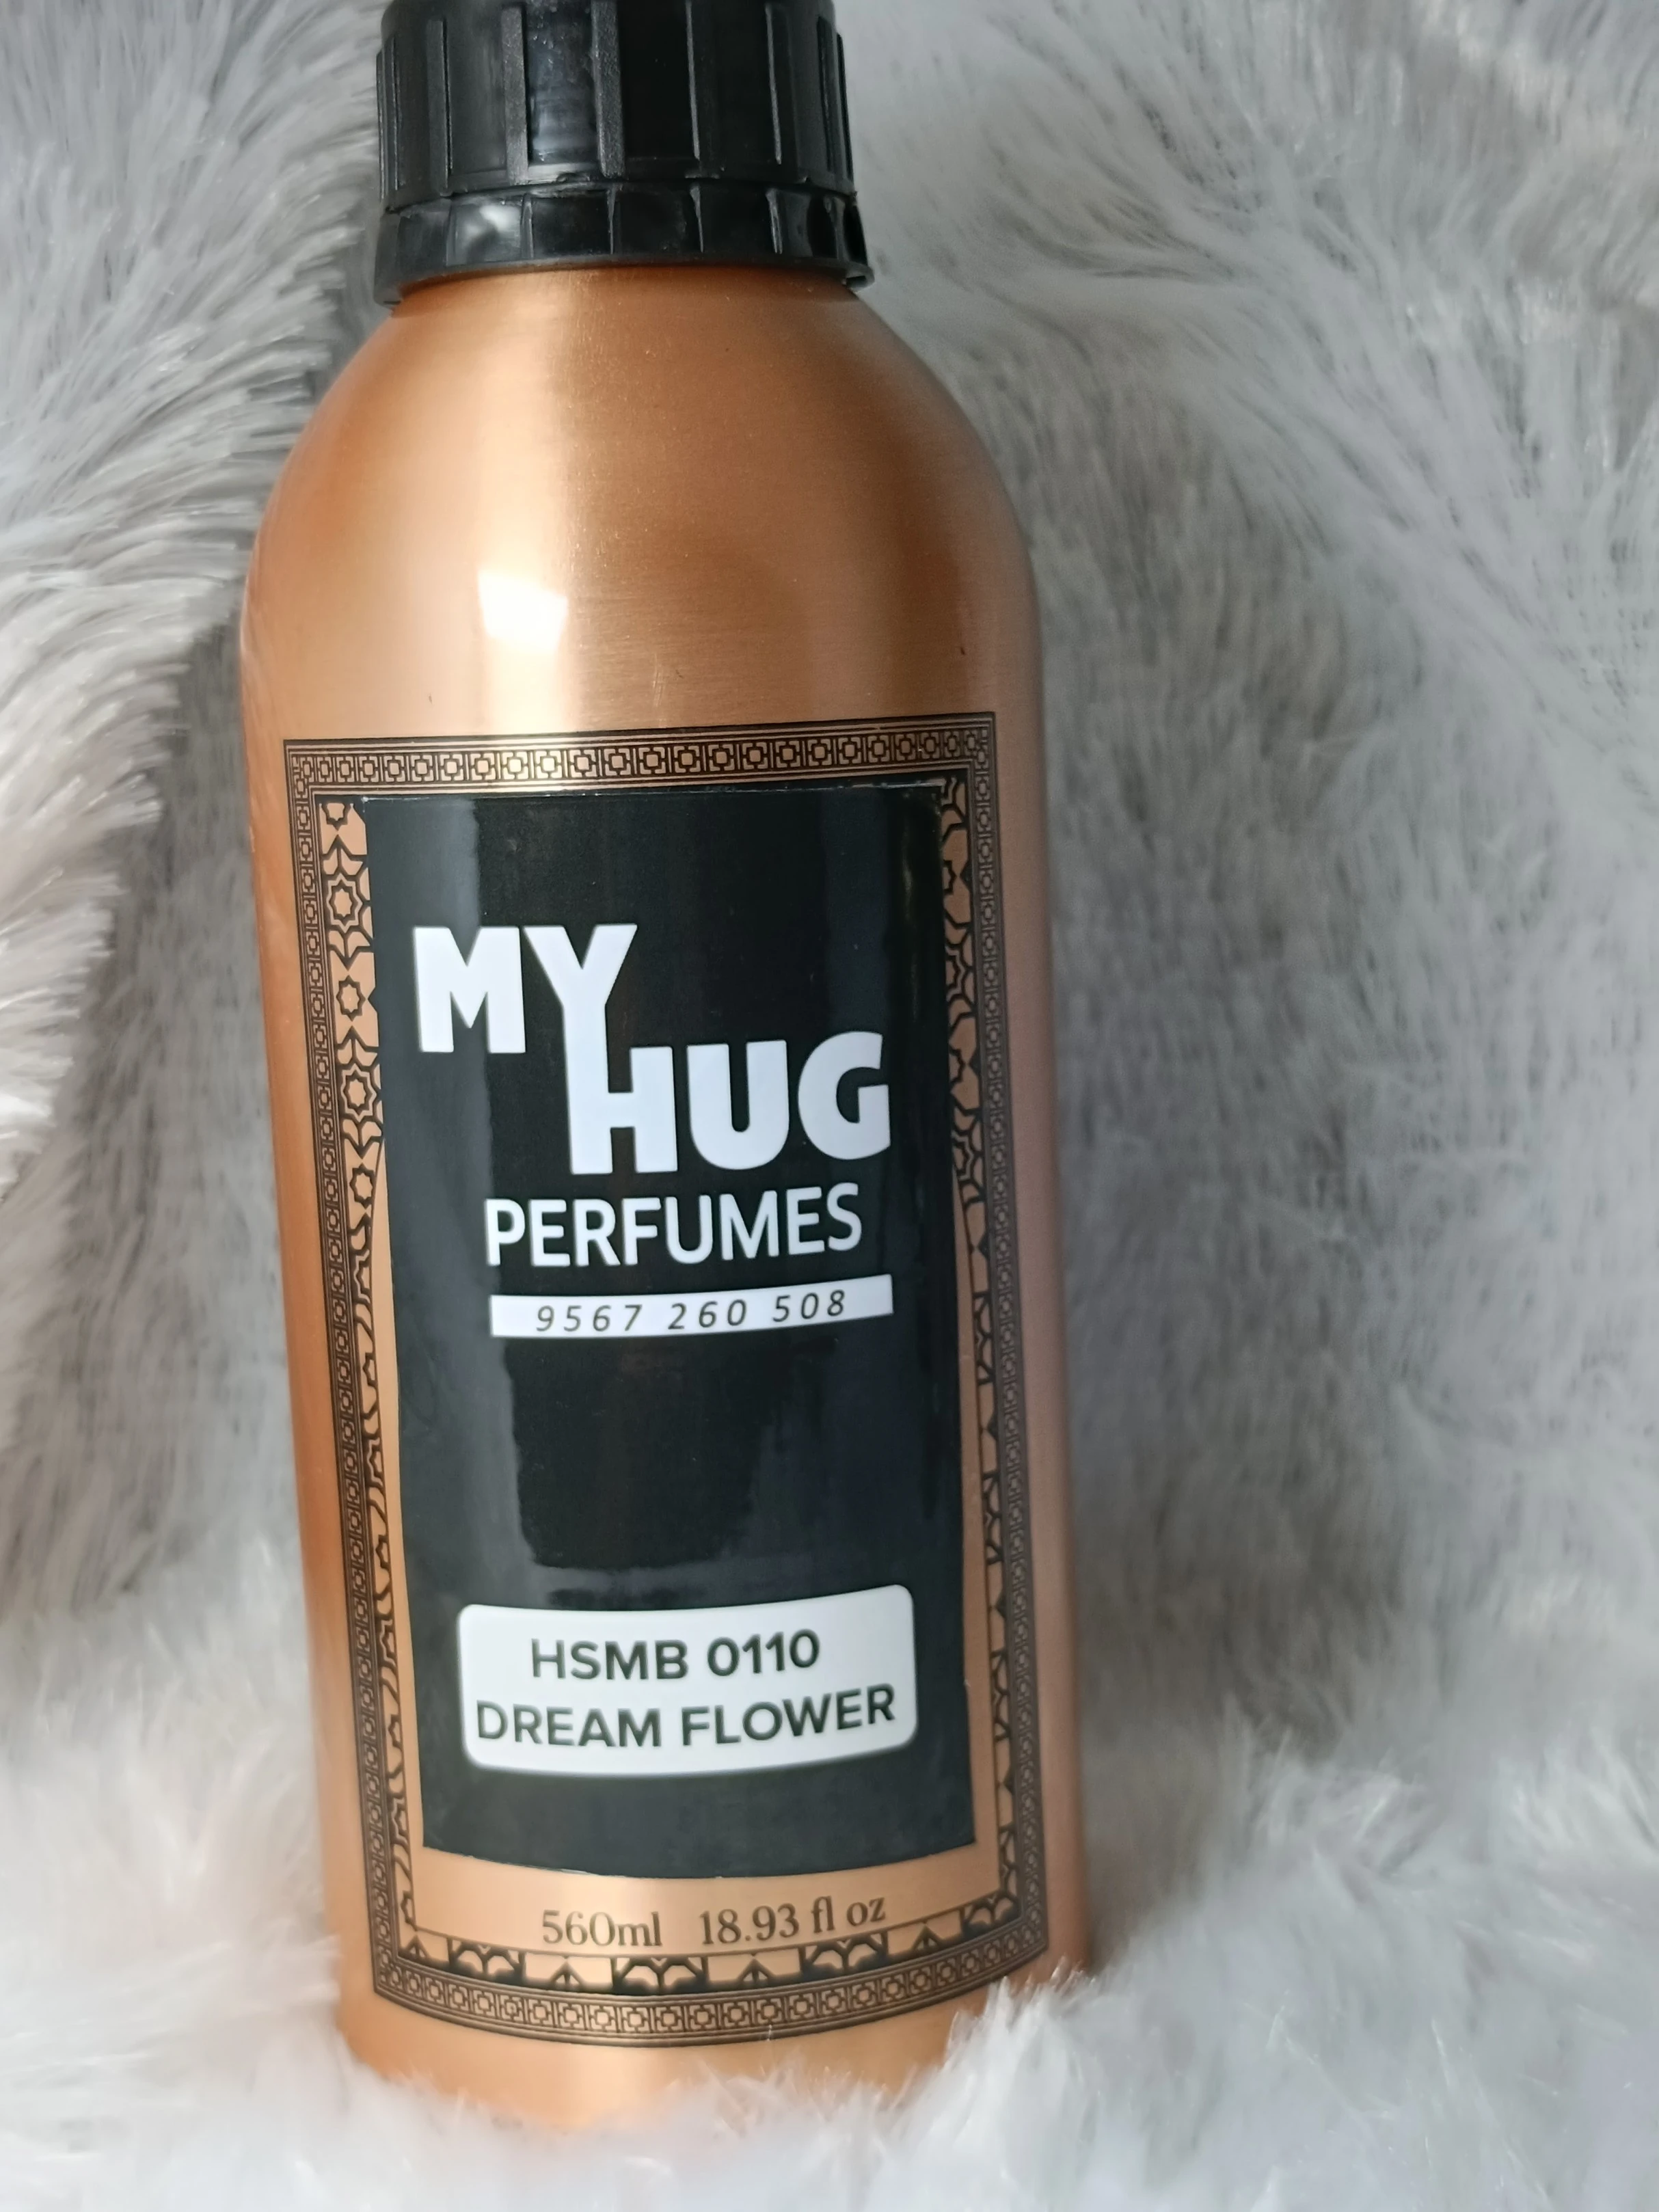 MY
HUG
PERFUMES
9567 260 508
HSMB 0110
DREAM FLOWER
560ml 18.93 fl oz